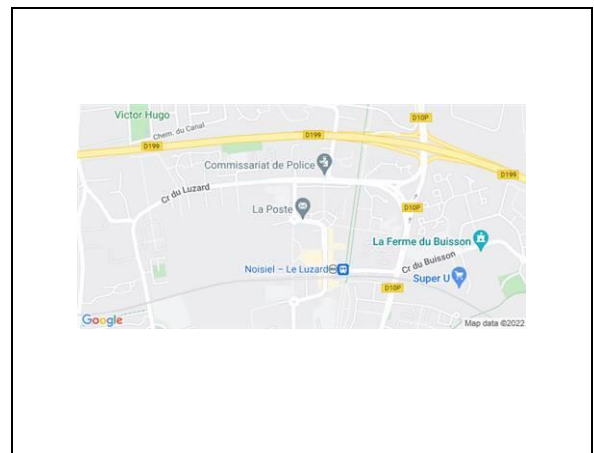 Victor Hugo
Chem. du Canal
D10P
D199
D199
Commissariat de Police
D199
Cr du Luzard
La Poste
D10P
La Ferme du Buisson
Cr du Buisson
Noisiel – Le Luzard
Super U
D10P
Google
Map data ©2022